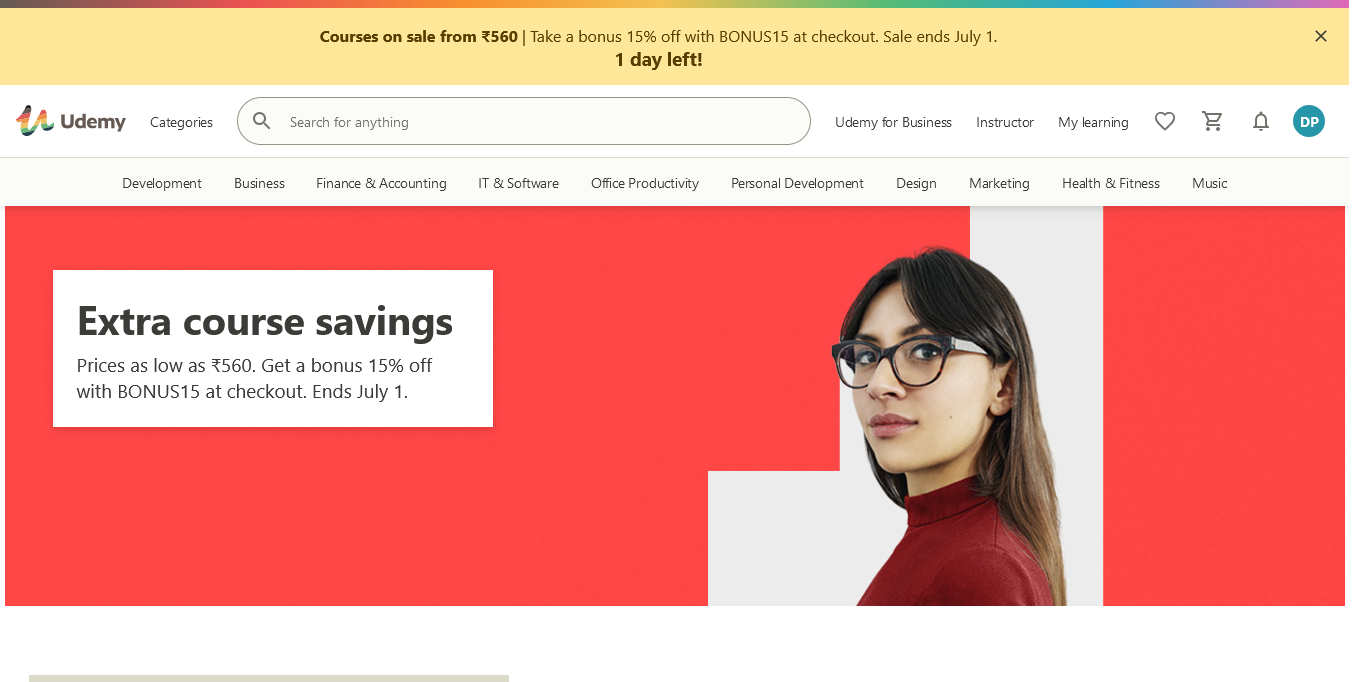 Courses on sale from ₹560 | Take a bonus 15% off with BONUS15 at checkout. Sale ends July 1.
1 day left!
Udemy
Categories
Search for anything
Udemy for Business
Instructor
My learning
DP
Development
Business
Finance & Accounting
IT & Software
Office Productivity
Personal Development
Design
Marketing
Health & Fitness
Music
Extra course savings
Prices as low as ₹560. Get a bonus 15% off
with BONUS15 at checkout. Ends July 1.